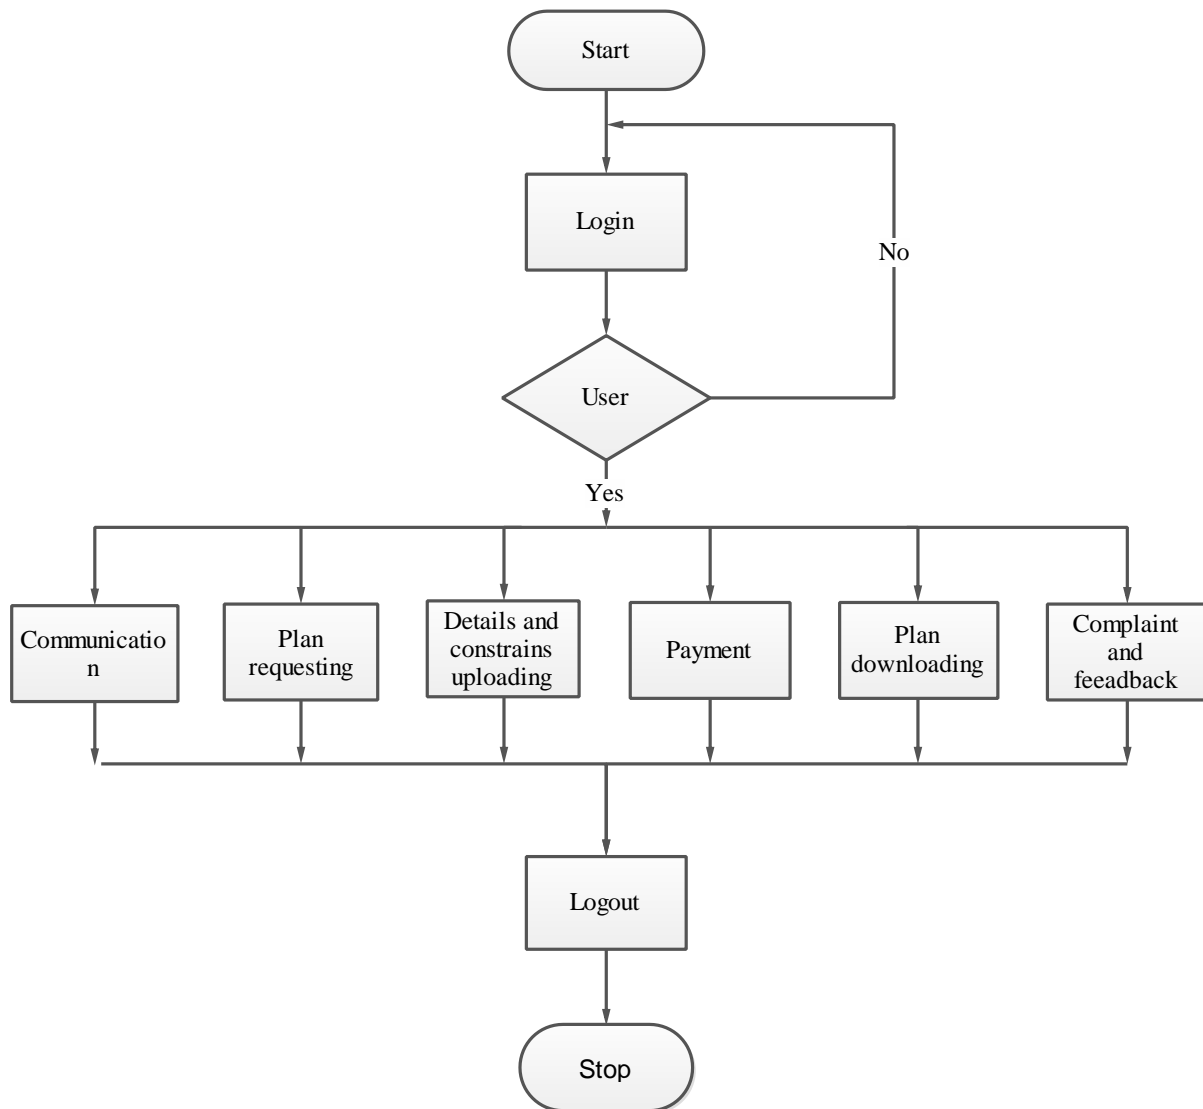 Start
Login
No
User
Yes
Communicatio
n
Plan
requesting
Details and
constrains
uploading
Payment
Plan
downloading
Complaint
and
feeadback
Logout
Stop